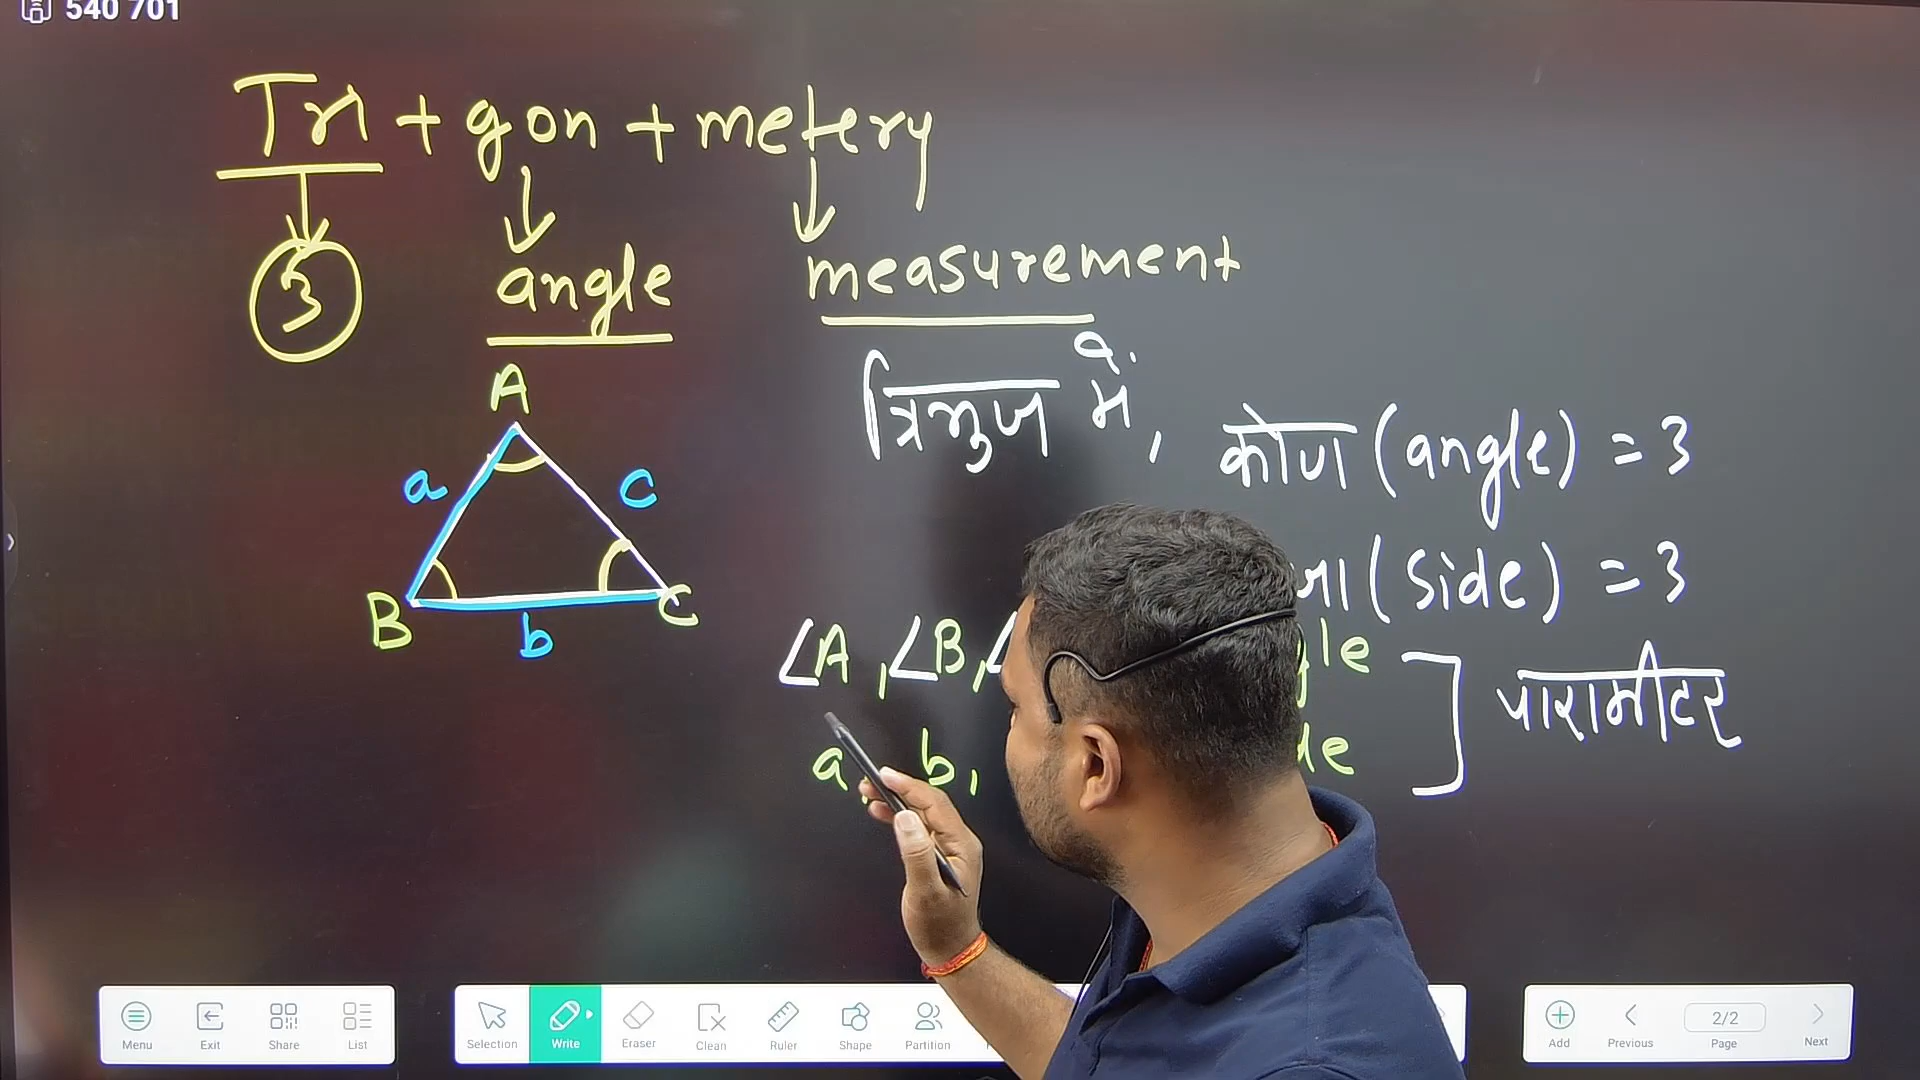 540 701
Tri + gon + metery
3 angle measurement
A
a c
B b C
त्रिभुज में, कोण (angle) = 3
(side) = 3
∠A, ∠B,
a, b,
पारामीटर
Menu Exit Share List Selection Write Eraser Clean Ruler Shape Partition Add Previous 2/2 Page Next